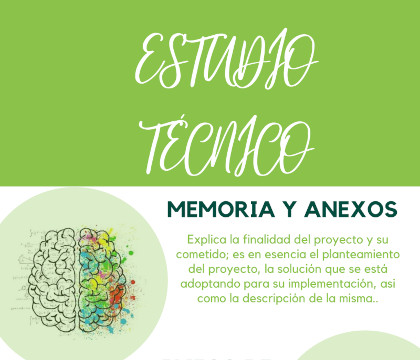 ESTUDIO
TÉCNICO
MEMORIA Y ANEXOS
Explica la finalidad del proyecto y su
cometido; es en esencia el planteamiento
del proyecto, la solución que se está
adoptando para su implementación, asi
como la descripción de la misma..